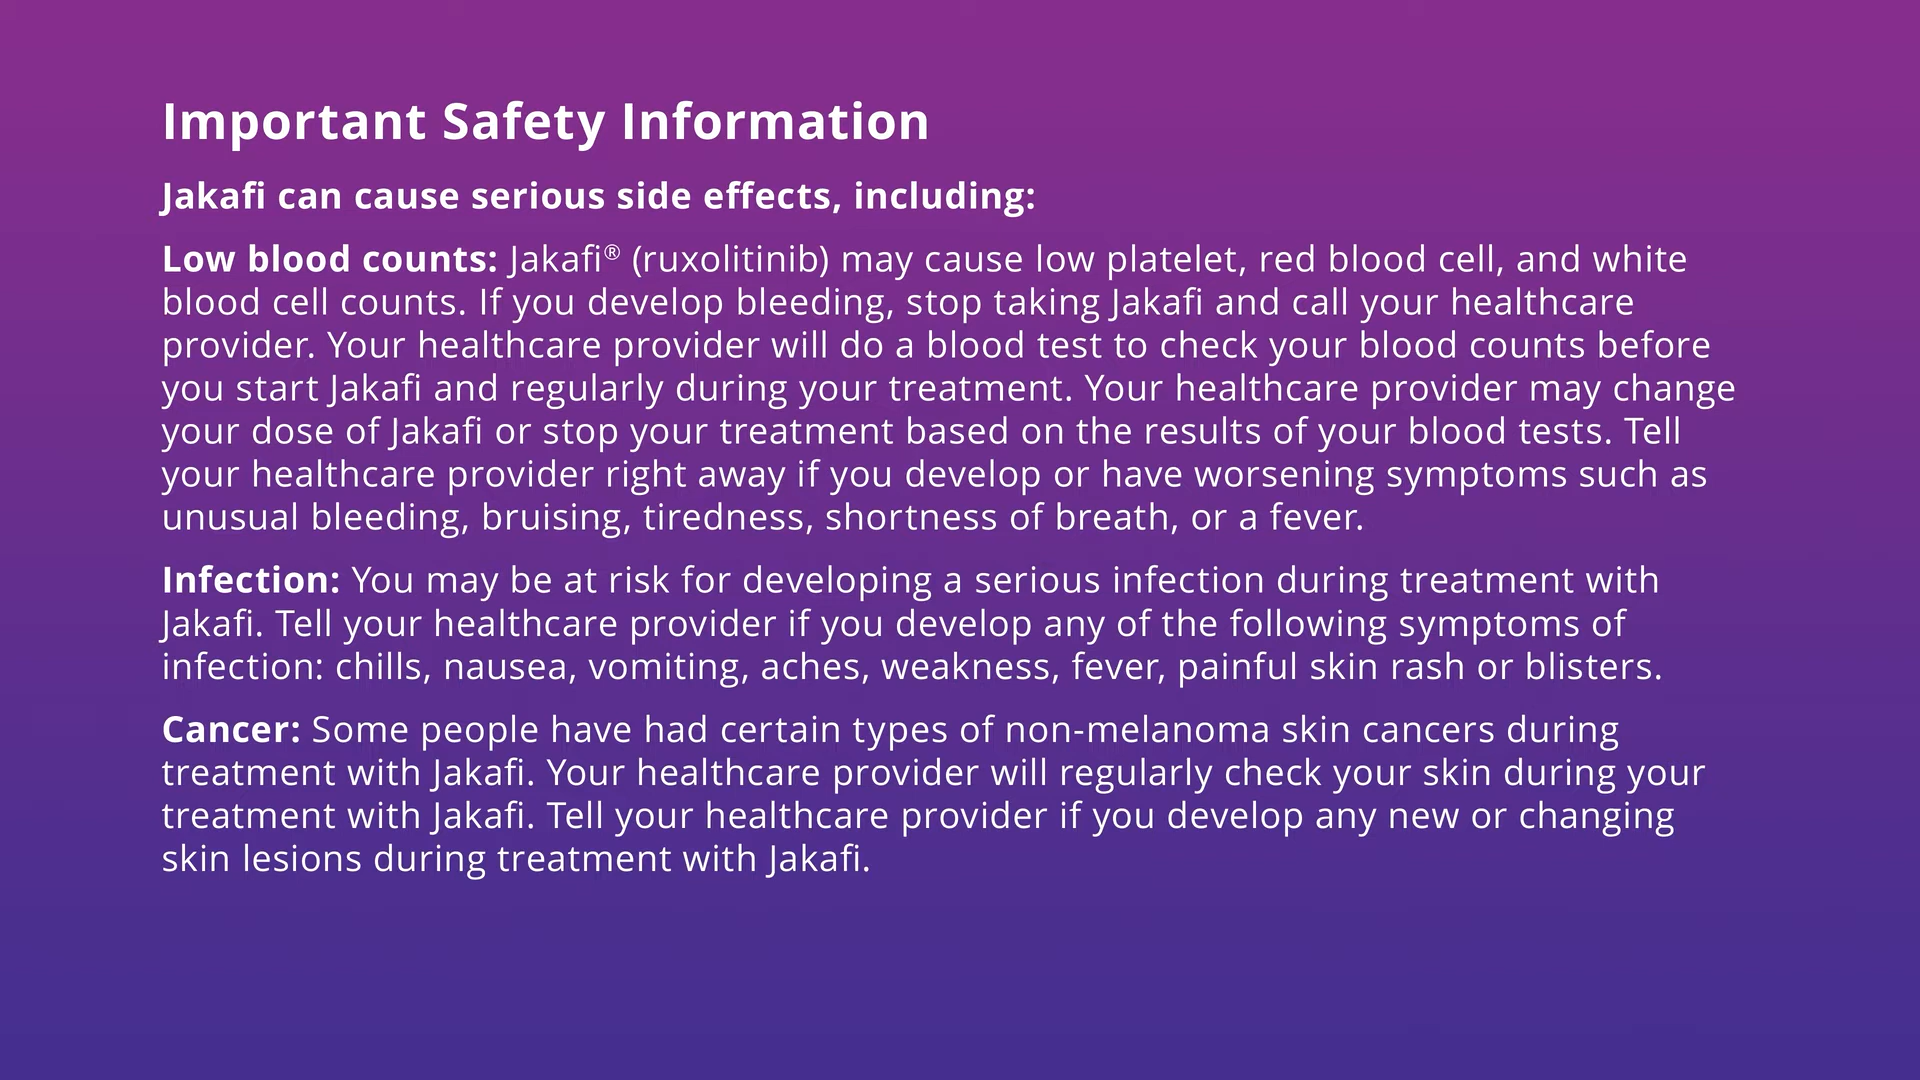 Important Safety Information
Jakafi can cause serious side effects, including:
Low blood counts: Jakafi® (ruxolitinib) may cause low platelet, red blood cell, and white
blood cell counts. If you develop bleeding, stop taking Jakafi and call your healthcare
provider. Your healthcare provider will do a blood test to check your blood counts before
you start Jakafi and regularly during your treatment. Your healthcare provider may change
your dose of Jakafi or stop your treatment based on the results of your blood tests. Tell
your healthcare provider right away if you develop or have worsening symptoms such as
unusual bleeding, bruising, tiredness, shortness of breath, or a fever.
Infection: You may be at risk for developing a serious infection during treatment with
Jakafi. Tell your healthcare provider if you develop any of the following symptoms of
infection: chills, nausea, vomiting, aches, weakness, fever, painful skin rash or blisters.
Cancer: Some people have had certain types of non-melanoma skin cancers during
treatment with Jakafi. Your healthcare provider will regularly check your skin during your
treatment with Jakafi. Tell your healthcare provider if you develop any new or changing
skin lesions during treatment with Jakafi.